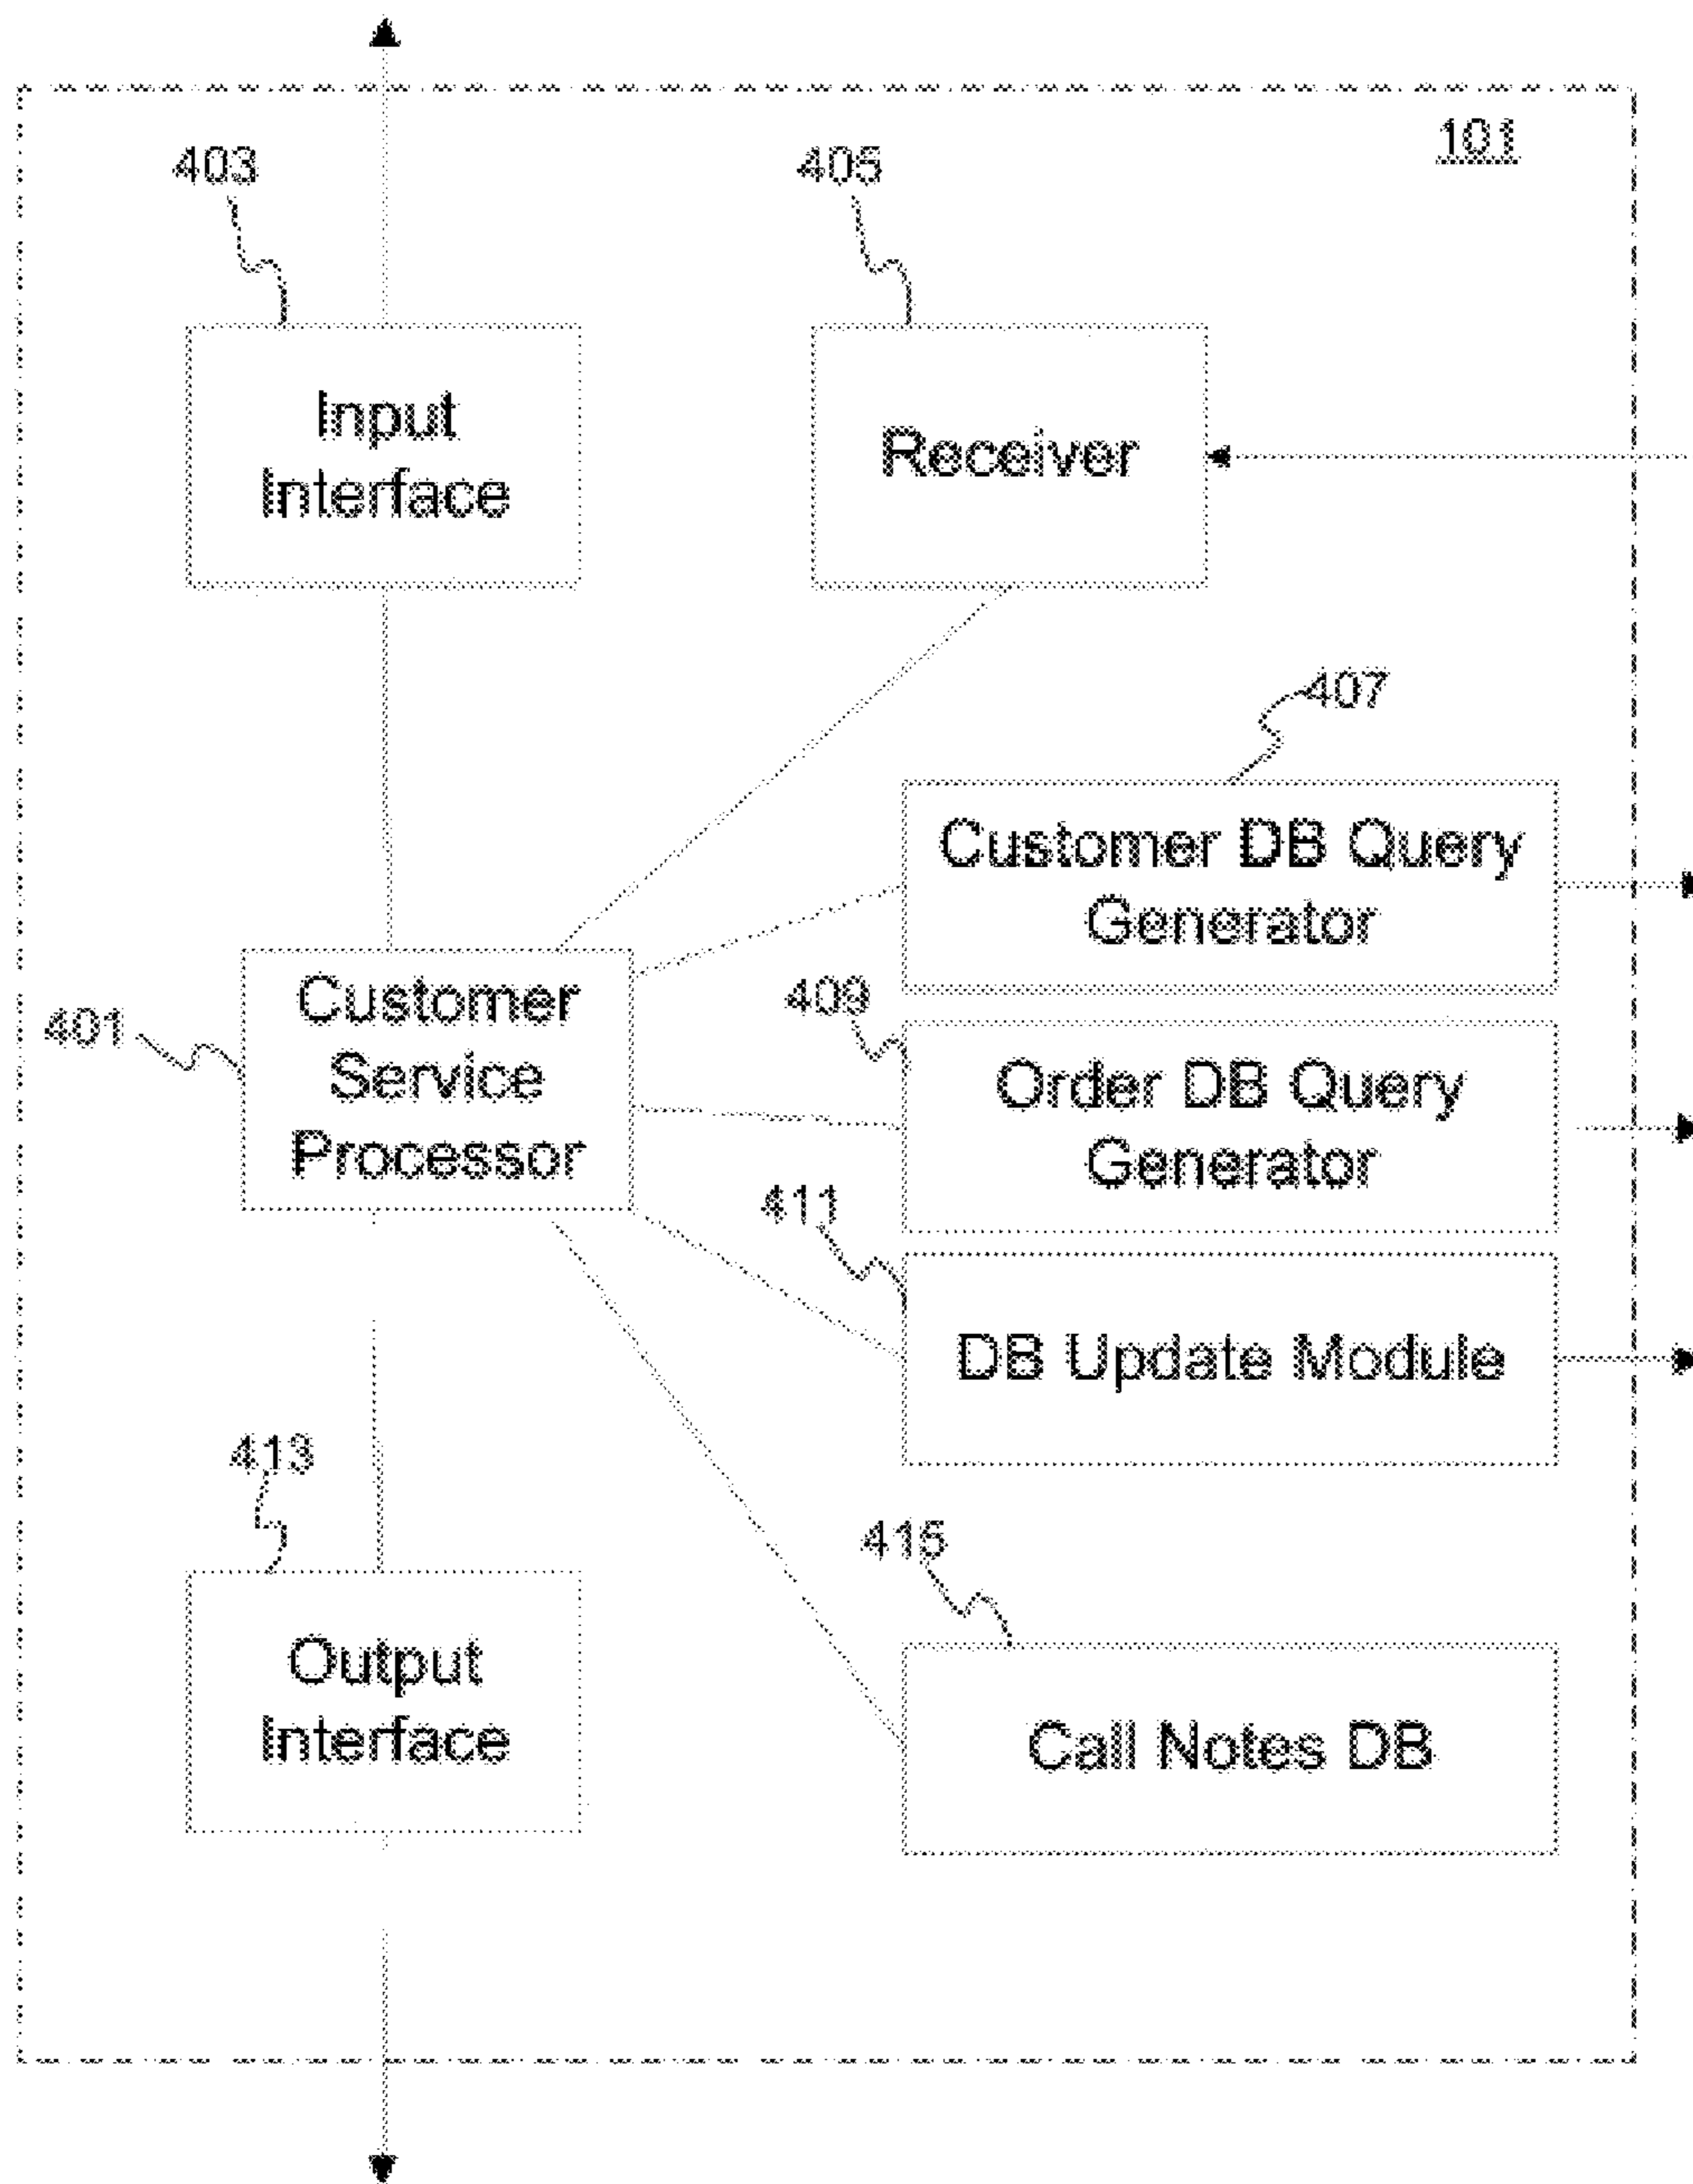 101
403
405
Input
Interface
Receiver
407
Customer DB Query
Generator
401
Customer
Service
Processor
409
Order DB Query
Generator
411
DB Update Module
413
Output
Interface
415
Call Notes DB